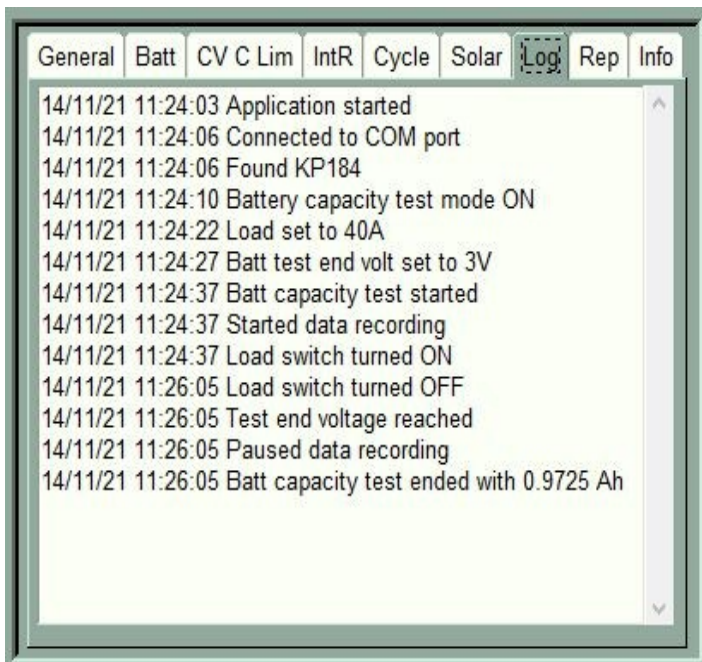 General Batt CV C Lim IntR Cycle Solar Log Rep Info
14/11/21 11:24:03 Application started
14/11/21 11:24:06 Connected to COM port
14/11/21 11:24:06 Found KP184
14/11/21 11:24:10 Battery capacity test mode ON
14/11/21 11:24:22 Load set to 40A
14/11/21 11:24:27 Batt test end volt set to 3V
14/11/21 11:24:37 Batt capacity test started
14/11/21 11:24:37 Started data recording
14/11/21 11:24:37 Load switch turned ON
14/11/21 11:26:05 Load switch turned OFF
14/11/21 11:26:05 Test end voltage reached
14/11/21 11:26:05 Paused data recording
14/11/21 11:26:05 Batt capacity test ended with 0.9725 Ah